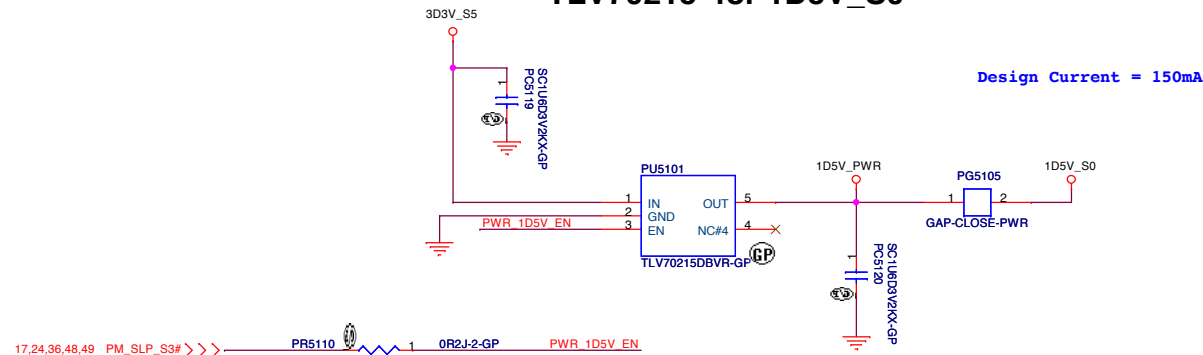 3D3V_S5
Design Current = 150mA
1
SC1U6D3V2KX-GP
PC5119
PU5101
1 IN OUT 5
2 GND
3 EN NC#4 4
PWR_1D5V_EN
TLV70215DBVR-GP
GP
1D5V_PWR
PG5105
1 2
GAP-CLOSE-PWR
1D5V_S0
1
SC1U6D3V2KX-GP
PC5120
17,24,36,48,49 PM_SLP_S3#
PR5110
1
0R2J-2-GP
PWR_1D5V_EN